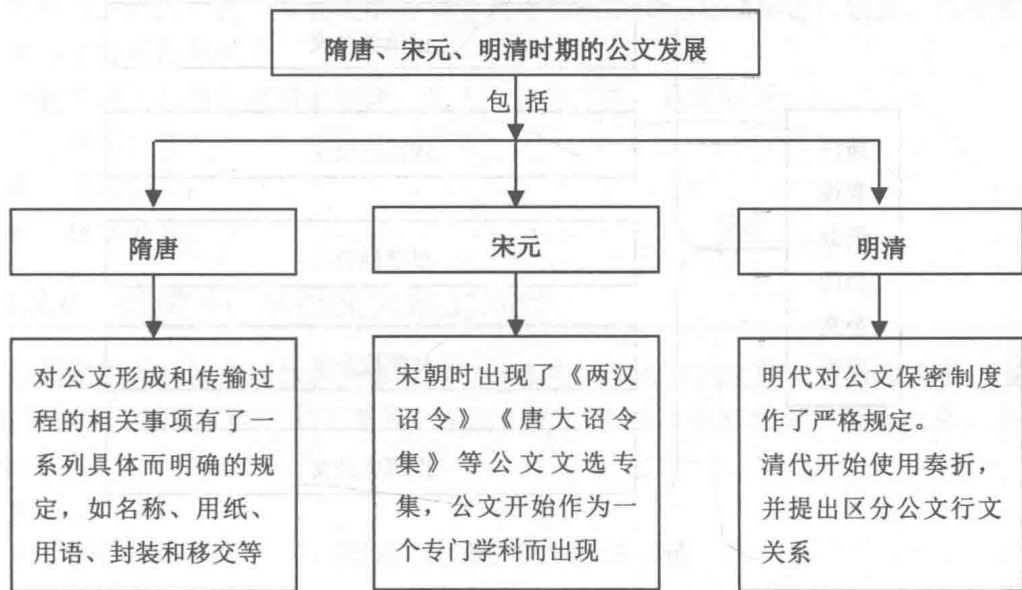 隋唐、宋元、明清时期的公文发展
包 括
隋唐
宋元
明清
对公文形成和传输过
程的相关事项有了一
系列具体而明确的规
定，如名称、用纸、
用语、封装和移交等
宋朝时出现了《两汉
诏令》《唐大诏令
集》等公文文选专
集，公文开始作为一
个专门学科而出现
明代对公文保密制度
作了严格规定。
清代开始使用奏折，
并提出区分公文行文
关系